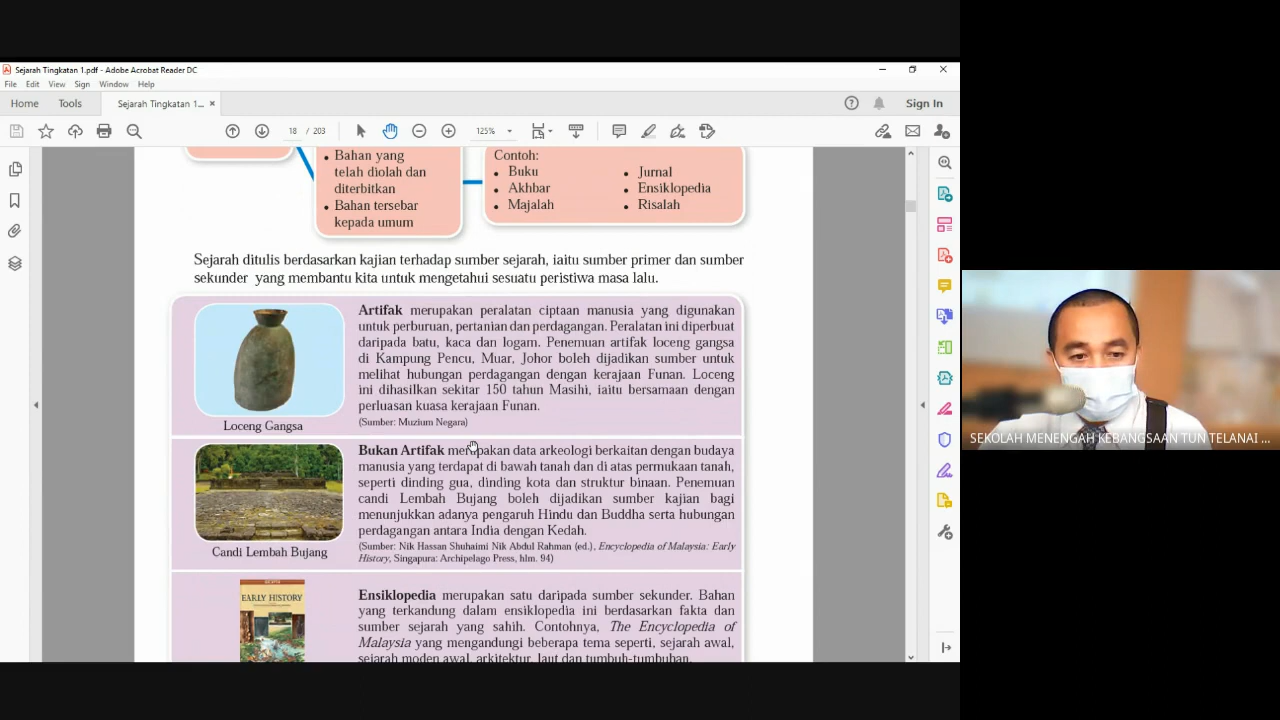 Sejarah Tingkatan 1.pdf - Adobe Acrobat Reader DC
File Edit View Sign Window Help
Home Tools Sejarah Tingkatan 1... × Sign In
18 / 203 125%
Bahan yang
telah diolah dan
diterbitkan
Bahan tersebar
kepada umum
Contoh:
• Buku • Jurnal
• Akhbar • Ensiklopedia
• Majalah • Risalah
Sejarah ditulis berdasarkan kajian terhadap sumber sejarah, iaitu sumber primer dan sumber
sekunder yang membantu kita untuk mengetahui sesuatu peristiwa masa lalu.
Loceng Gangsa
Artifak merupakan peralatan ciptaan manusia yang digunakan
untuk perburuan, pertanian dan perdagangan. Peralatan ini diperbuat
daripada batu, kaca dan logam. Penemuan artifak loceng gangsa
di Kampung Pencu, Muar, Johor boleh dijadikan sumber untuk
melihat hubungan perdagangan dengan kerajaan Funan. Loceng
ini dihasilkan sekitar 150 tahun Masihi, iaitu bersamaan dengan
perluasan kuasa kerajaan Funan.
(Sumber: Muzium Negara)
Candi Lembah Bujang
Bukan Artifak merupakan data arkeologi berkaitan dengan budaya
manusia yang terdapat di bawah tanah dan di atas permukaan tanah,
seperti dinding gua, dinding kota dan struktur binaan. Penemuan
candi Lembah Bujang boleh dijadikan sumber kajian bagi
menunjukkan adanya pengaruh Hindu dan Buddha serta hubungan
perdagangan antara India dengan Kedah.
(Sumber: Nik Hassan Shuhaimi Nik Abdul Rahman (ed.), Encyclopedia of Malaysia: Early
History, Singapura: Archipelago Press, hlm. 94)
EARLY HISTORY
Ensiklopedia merupakan satu daripada sumber sekunder. Bahan
yang terkandung dalam ensiklopedia ini berdasarkan fakta dan
sumber sejarah yang sahih. Contohnya, The Encyclopedia of
Malaysia yang mengandungi beberapa tema seperti, sejarah awal,
sejarah moden awal, arkitektur, laut dan tumbuh-tumbuhan.
SEKOLAH MENENGAH KEBANGSAAN TUN TELANAI ...